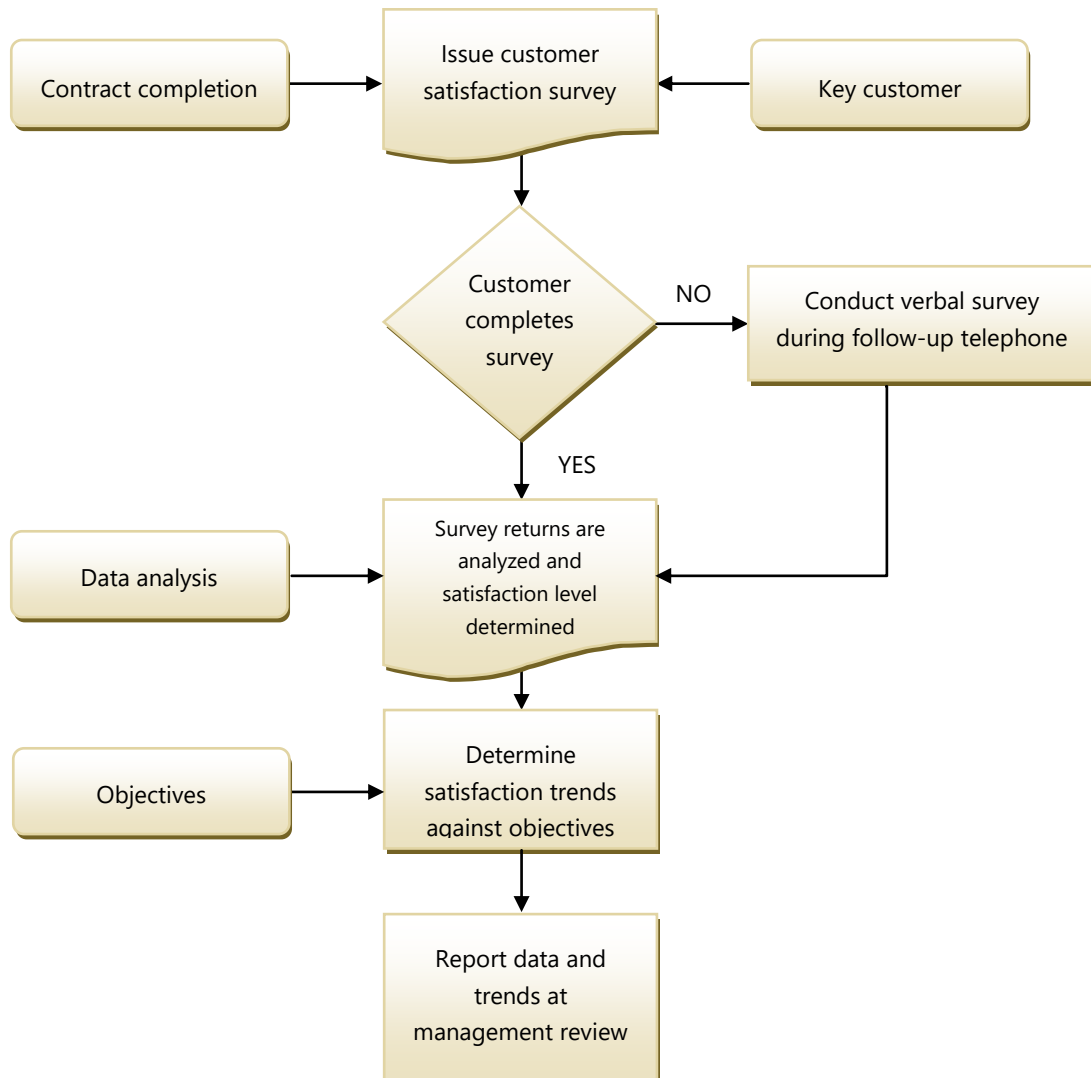 Issue customer
satisfaction survey
Contract completion
Key customer
Customer
completes
survey
NO
Conduct verbal survey
during follow-up telephone
YES
Survey returns are
analyzed and
satisfaction level
determined
Data analysis
Determine
satisfaction trends
against objectives
Objectives
Report data and
trends at
management review